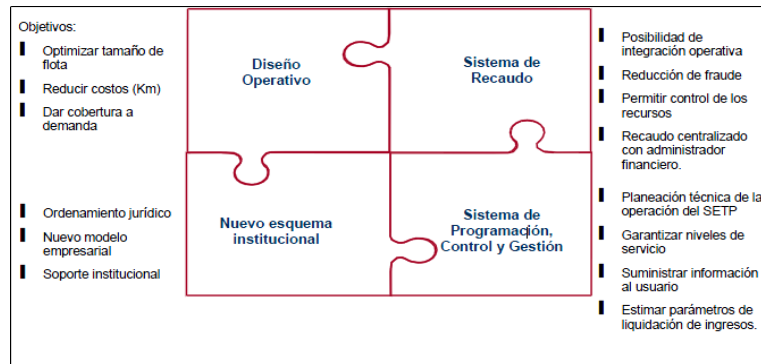 Objetivos:
Optimizar tamaño de
flota
Reducir costos (Km)
Dar cobertura a
demanda
Diseño
Operativo
Sistema de
Recaudo
Posibilidad de
integración operativa
Reducción de fraude
Permitir control de los
recursos
Recaudo centralizado
con administrador
financiero.
Ordenamiento jurídico
Nuevo modelo
empresarial
Soporte institucional
Nuevo esquema
institucional
Sistema de
Programación,
Control y Gestión
Planeación técnica de la
operación del SETP
Garantizar niveles de
servicio
Suministrar información
al usuario
Estimar parámetros de
liquidación de ingresos.